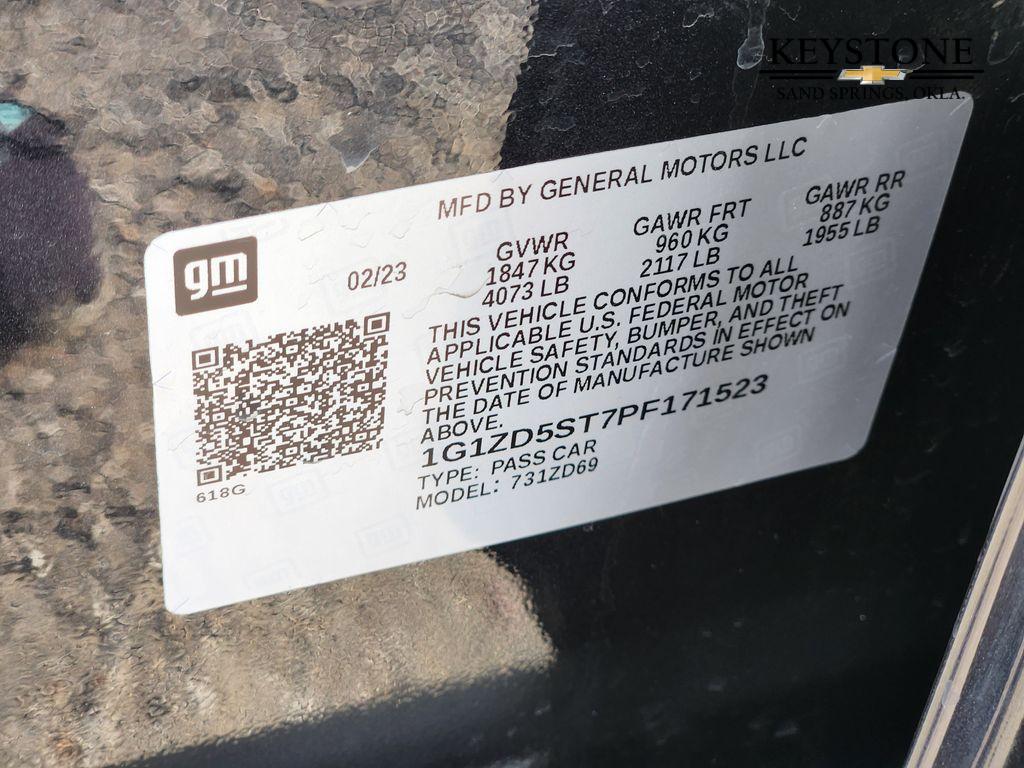 KEYSTONE
SAND SPRINGS, OKLA.
MFD BY GENERAL MOTORS LLC
gm
02/23
GVWR GAWR FRT GAWR RR
1847 KG 960 KG 887 KG
4073 LB 2117 LB 1955 LB
THIS VEHICLE CONFORMS TO ALL
APPLICABLE U.S. FEDERAL MOTOR
VEHICLE SAFETY, BUMPER, AND THEFT
PREVENTION STANDARDS IN EFFECT ON
THE DATE OF MANUFACTURE SHOWN
ABOVE.
1G1ZD5ST7PF171523
TYPE: PASS CAR
MODEL: 731ZD69
618G